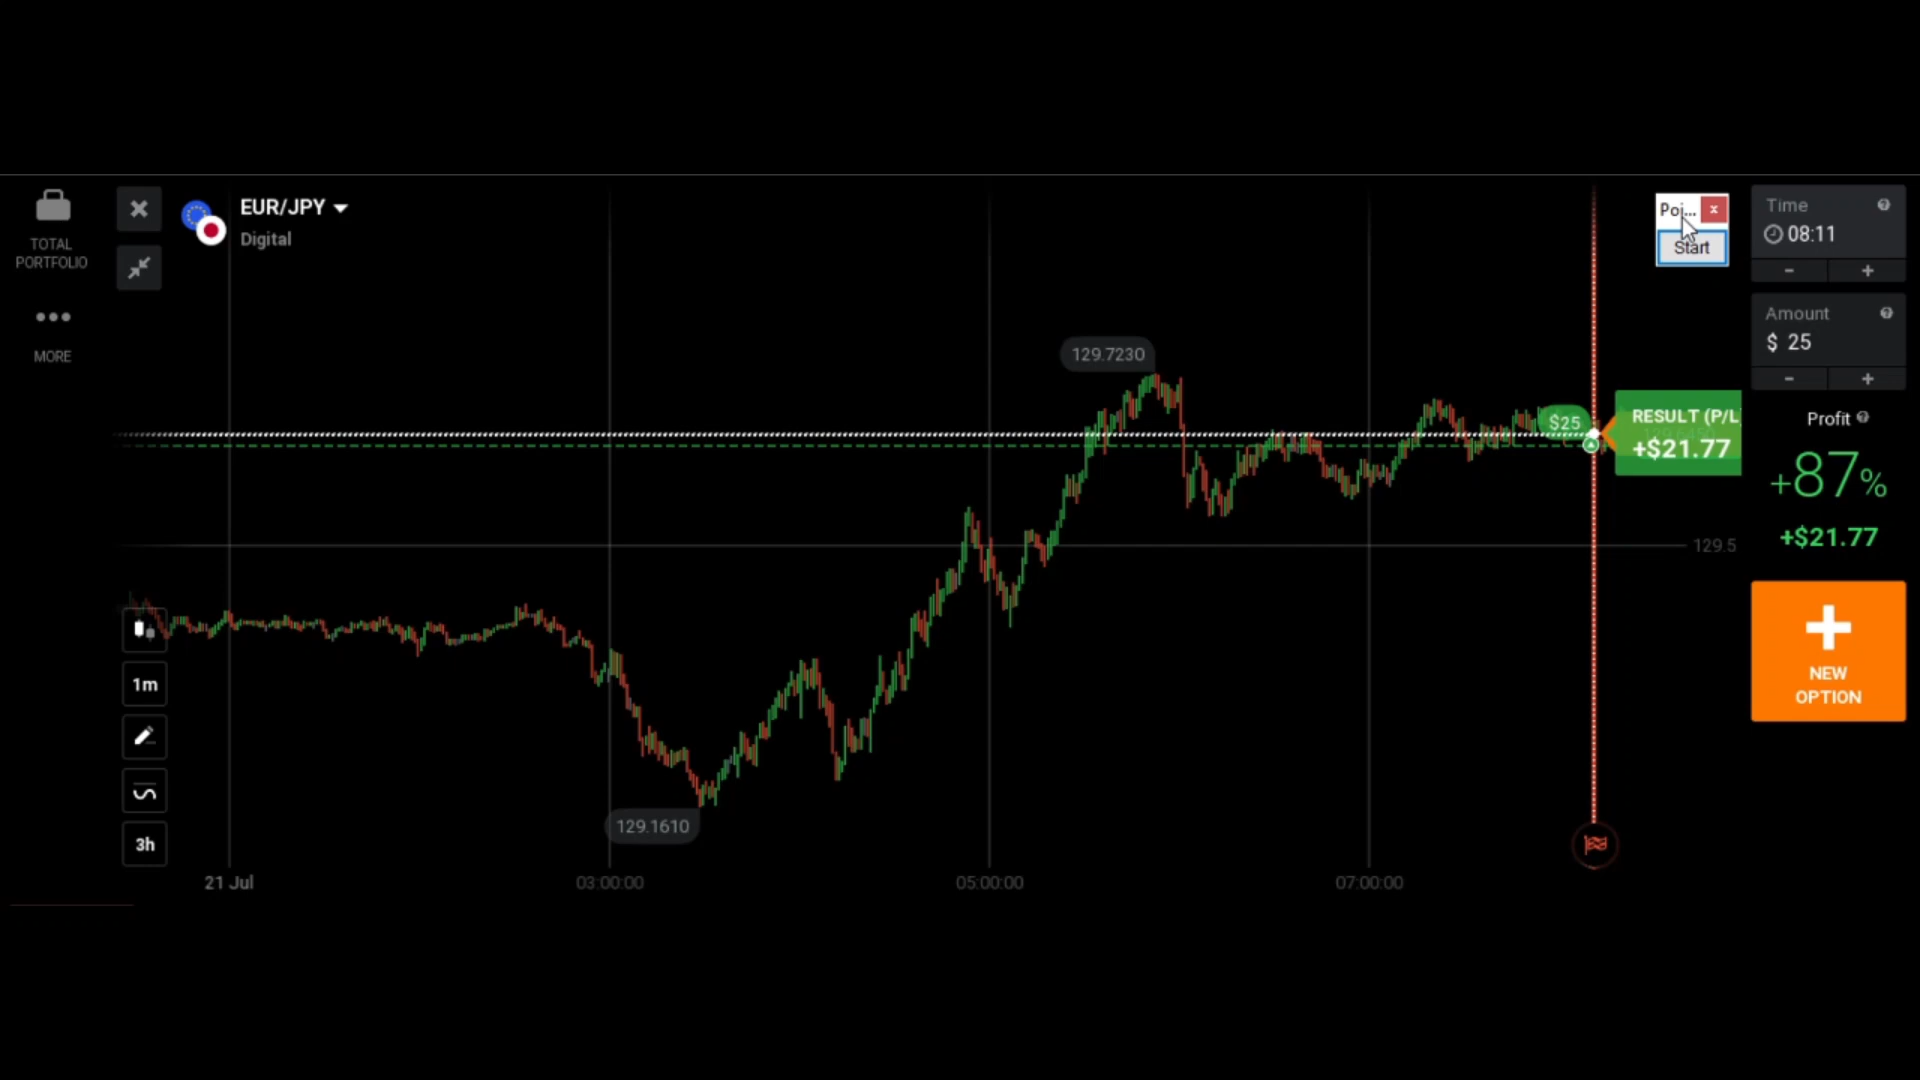 TOTAL
PORTFOLIO
MORE
EUR/JPY
Digital
Poi...
x
Start
Time
08:11
-
+
Amount
$ 25
-
+
129.7230
$25
RESULT (P/L
+$21.77
Profit
+87%
+$21.77
129.5
NEW
OPTION
1m
3h
129.1610
21 Jul
03:00:00
05:00:00
07:00:00